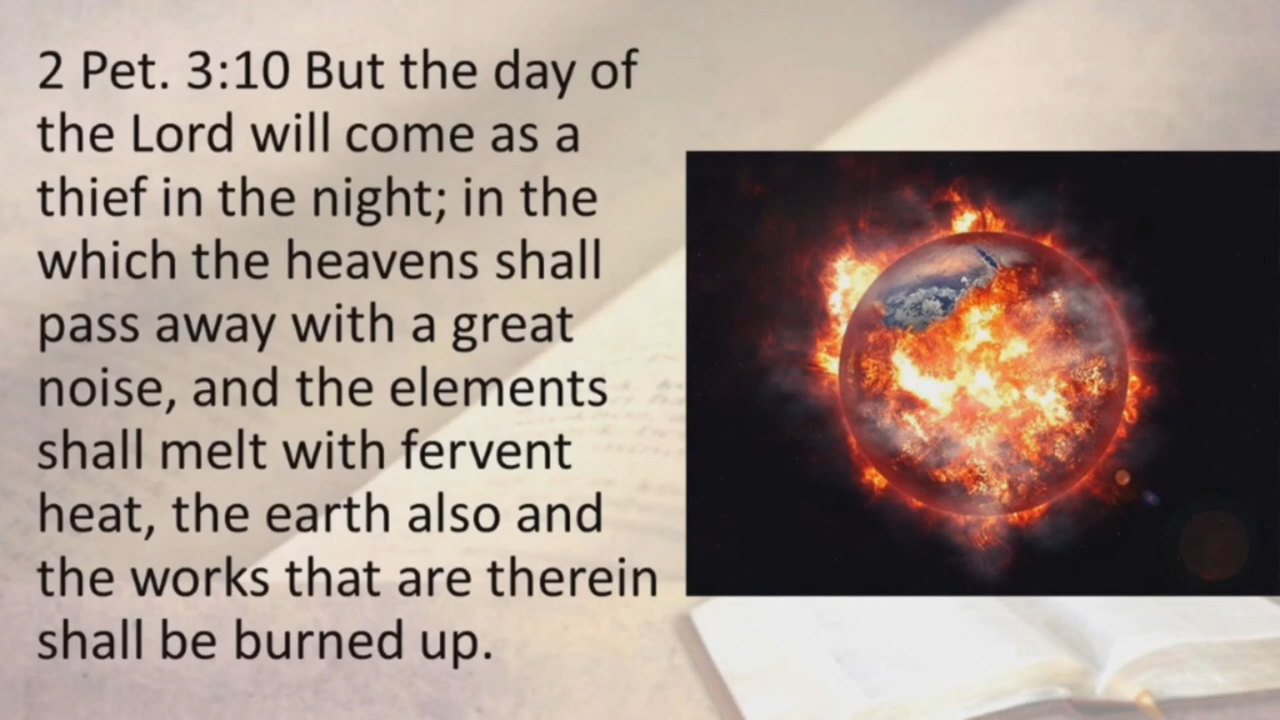 2 Pet. 3:10 But the day of
the Lord will come as a
thief in the night; in the
which the heavens shall
pass away with a great
noise, and the elements
shall melt with fervent
heat, the earth also and
the works that are therein
shall be burned up.